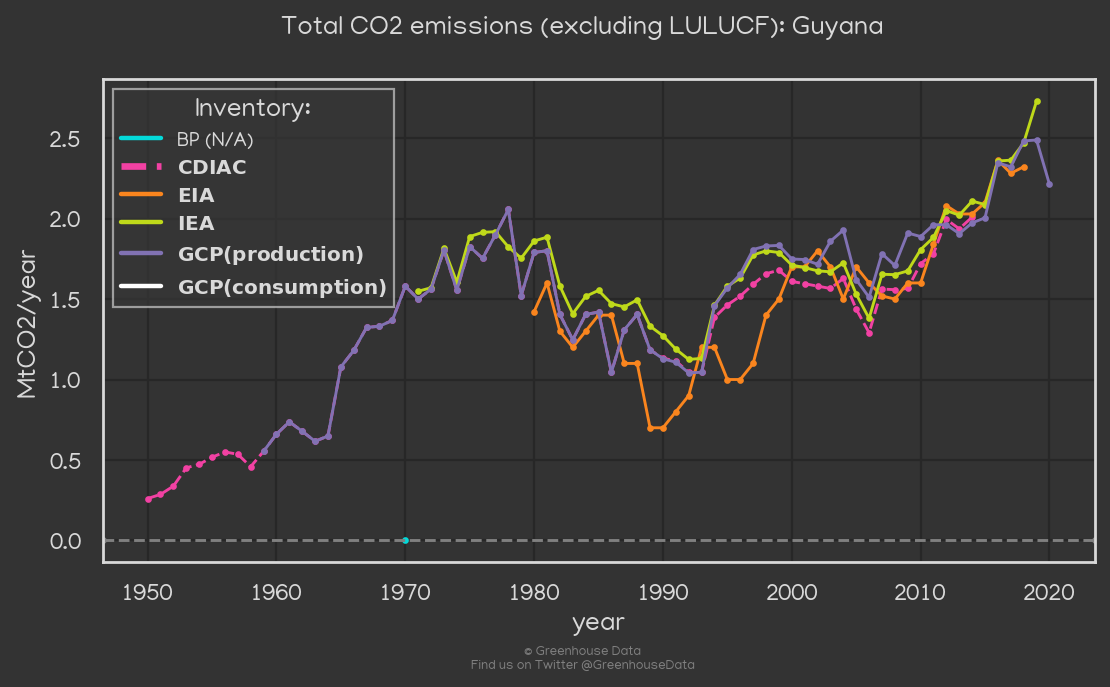 Total CO2 emissions (excluding LULUCF): Guyana
Inventory:
BP (N/A)
CDIAC
EIA
IEA
GCP(production)
GCP(consumption)
MtCO2/year
2.5
2.0
1.5
1.0
0.5
0.0
1950 1960 1970 1980 1990 2000 2010 2020
year
© Greenhouse Data
Find us on Twitter @GreenhouseData